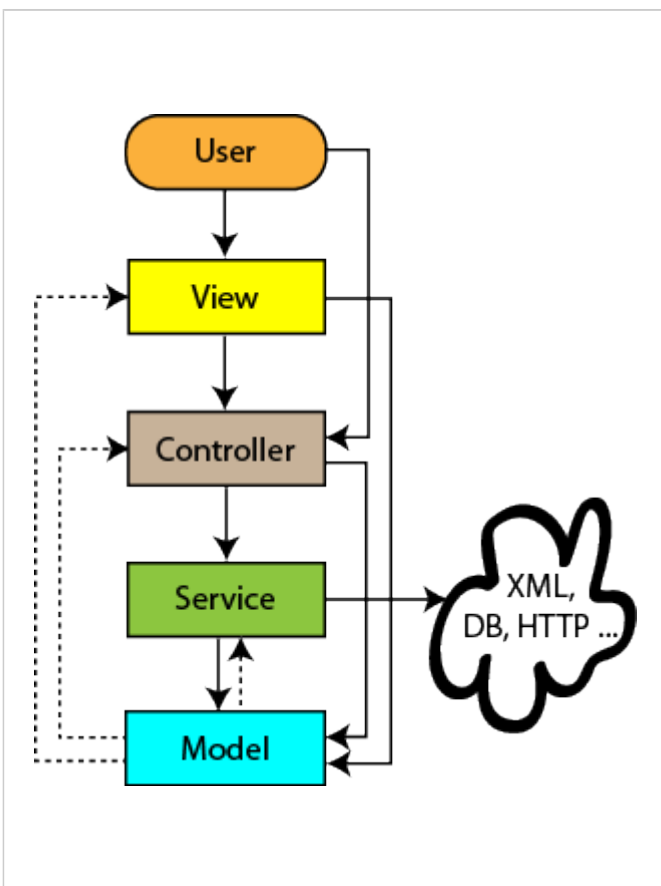 User
View
Controller
Service
XML,
DB, HTTP ...
Model